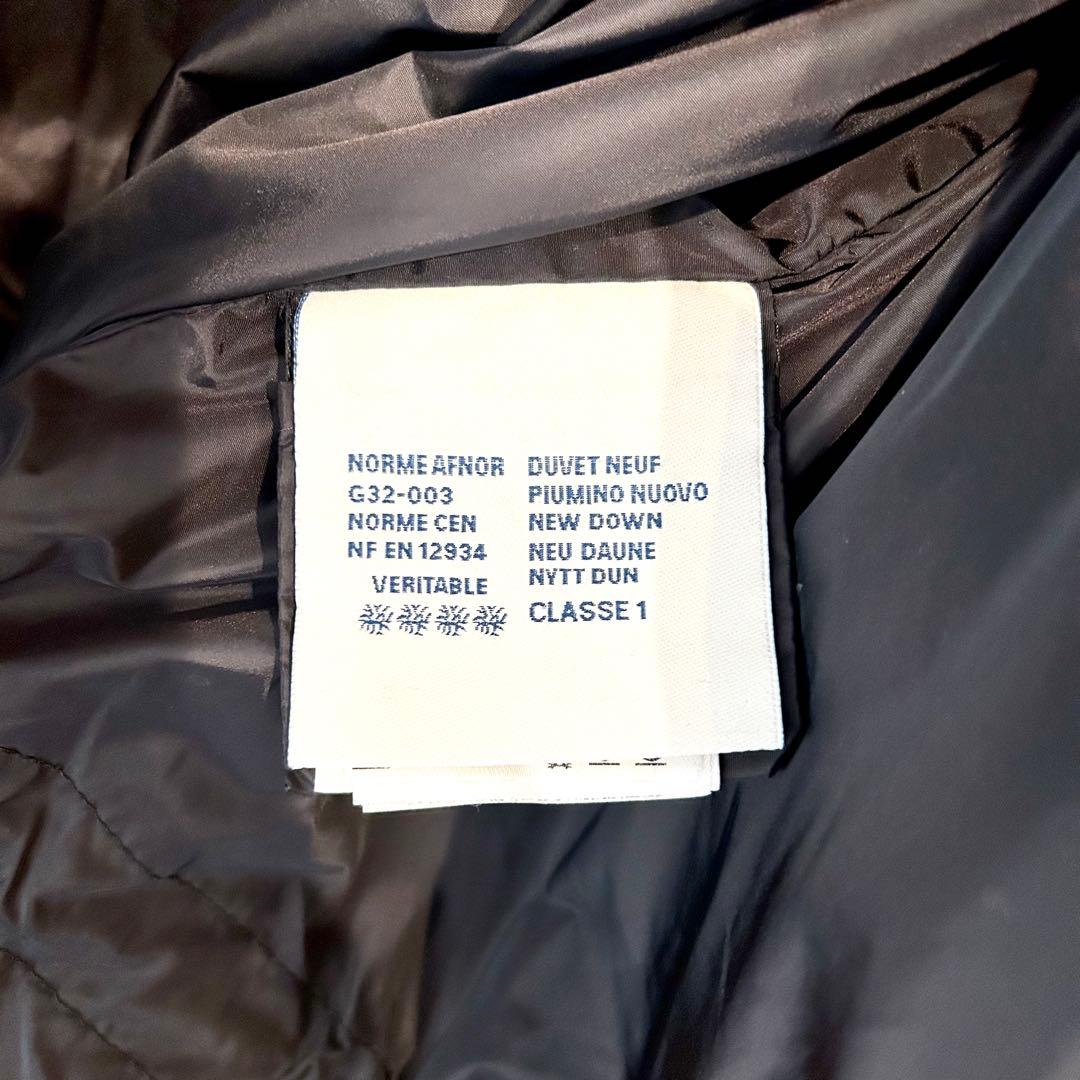 NORME AFNOR
G32-003
NORME CEN
NF EN 12934
VERITABLE
DUVET NEUF
PIUMINO NUOVO
NEW DOWN
NEU DAUNE
NYTT DUN
CLASSE 1